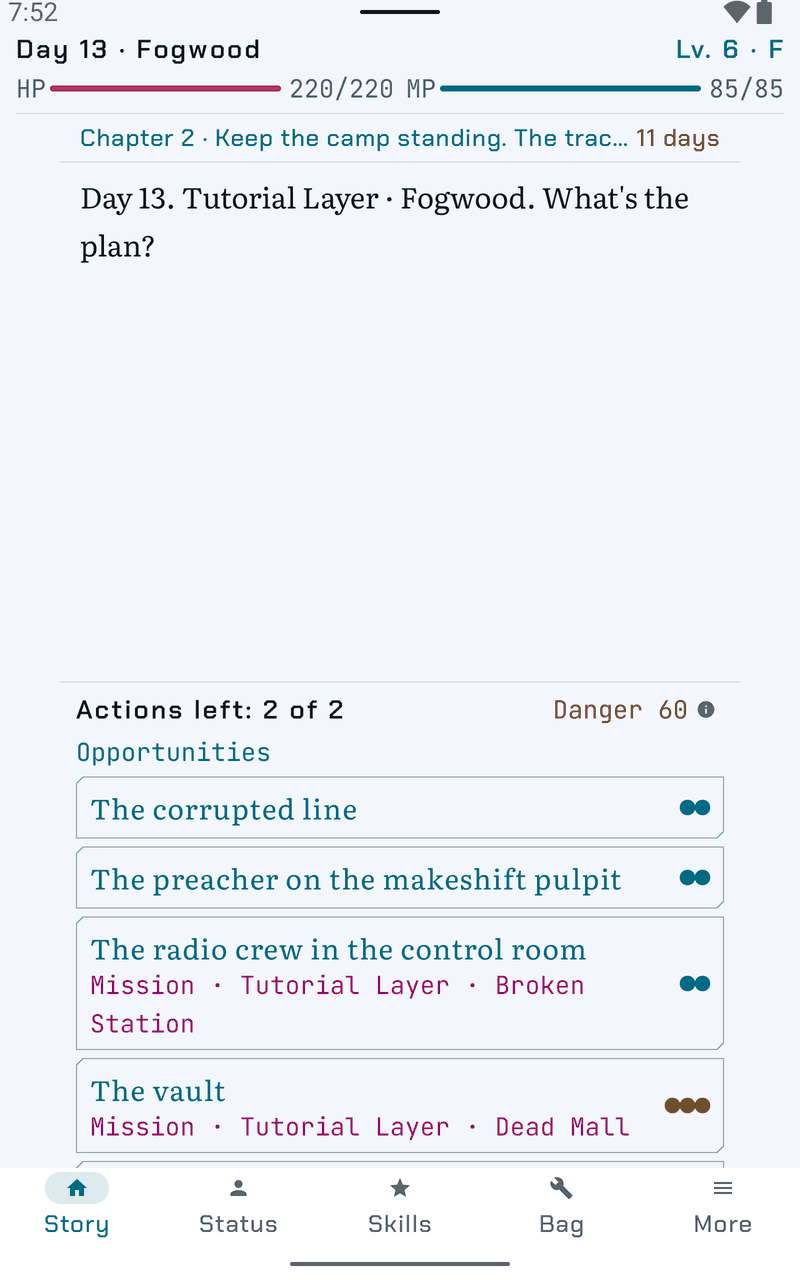 7:52
Day 13 · Fogwood
Lv. 6 · F
HP 220/220 MP 85/85
Chapter 2 · Keep the camp standing. The trac… 11 days
Day 13. Tutorial Layer · Fogwood. What's the
plan?
Actions left: 2 of 2
Danger 60
Opportunities
The corrupted line
The preacher on the makeshift pulpit
The radio crew in the control room
Mission · Tutorial Layer · Broken
Station
The vault
Mission · Tutorial Layer · Dead Mall
Story
Status
Skills
Bag
More